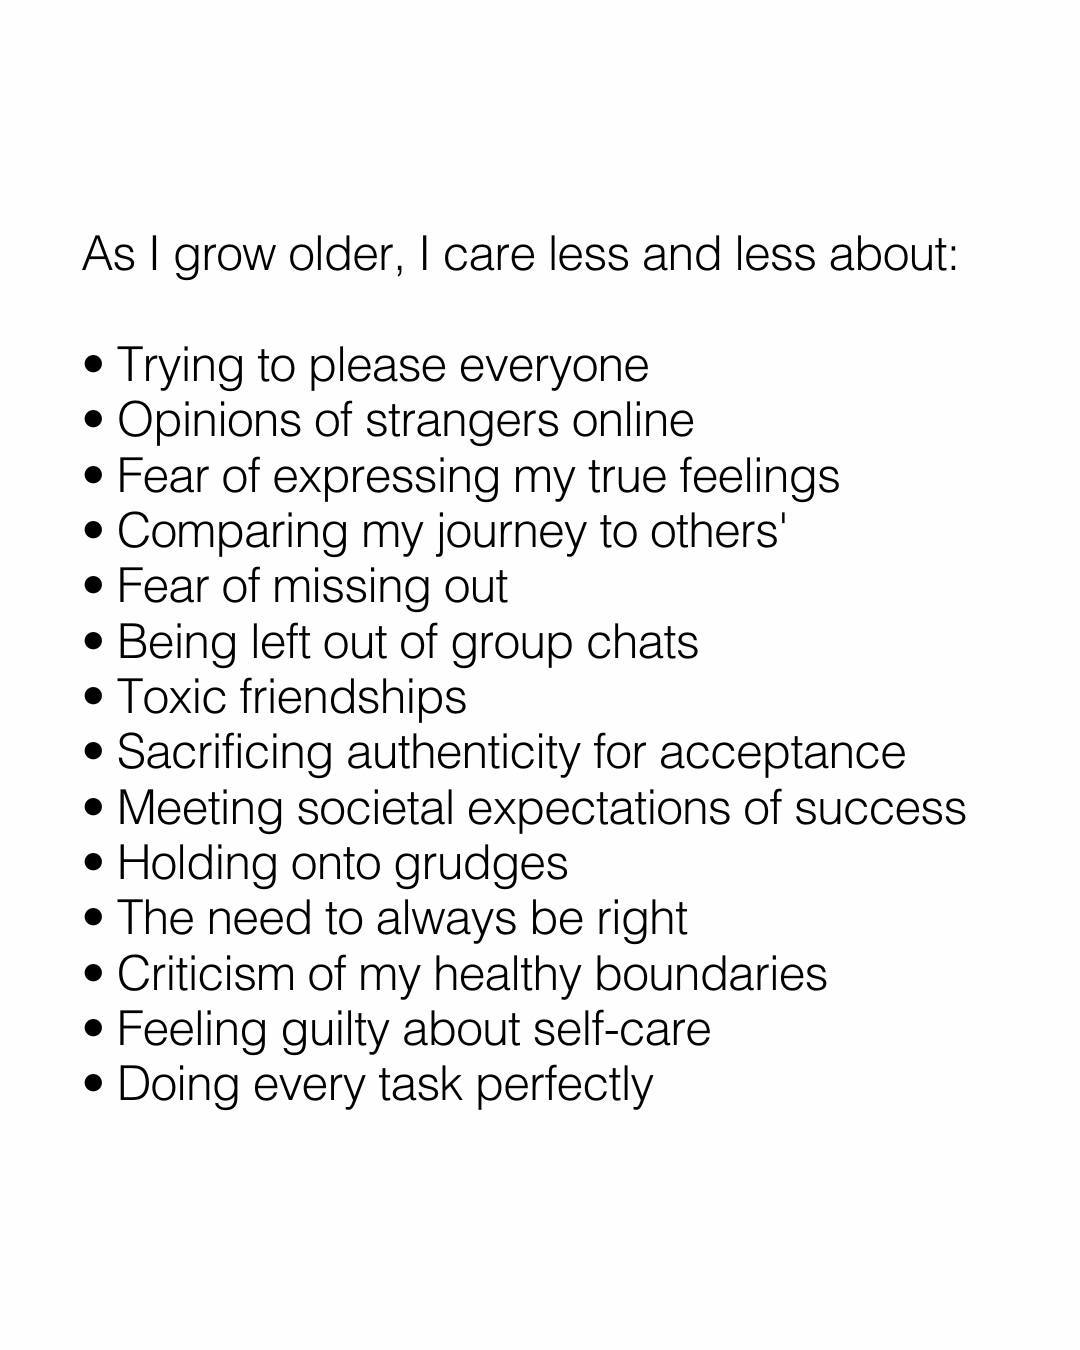 As I grow older, I care less and less about:
• Trying to please everyone
• Opinions of strangers online
• Fear of expressing my true feelings
• Comparing my journey to others'
• Fear of missing out
• Being left out of group chats
• Toxic friendships
• Sacrificing authenticity for acceptance
• Meeting societal expectations of success
• Holding onto grudges
• The need to always be right
• Criticism of my healthy boundaries
• Feeling guilty about self-care
• Doing every task perfectly